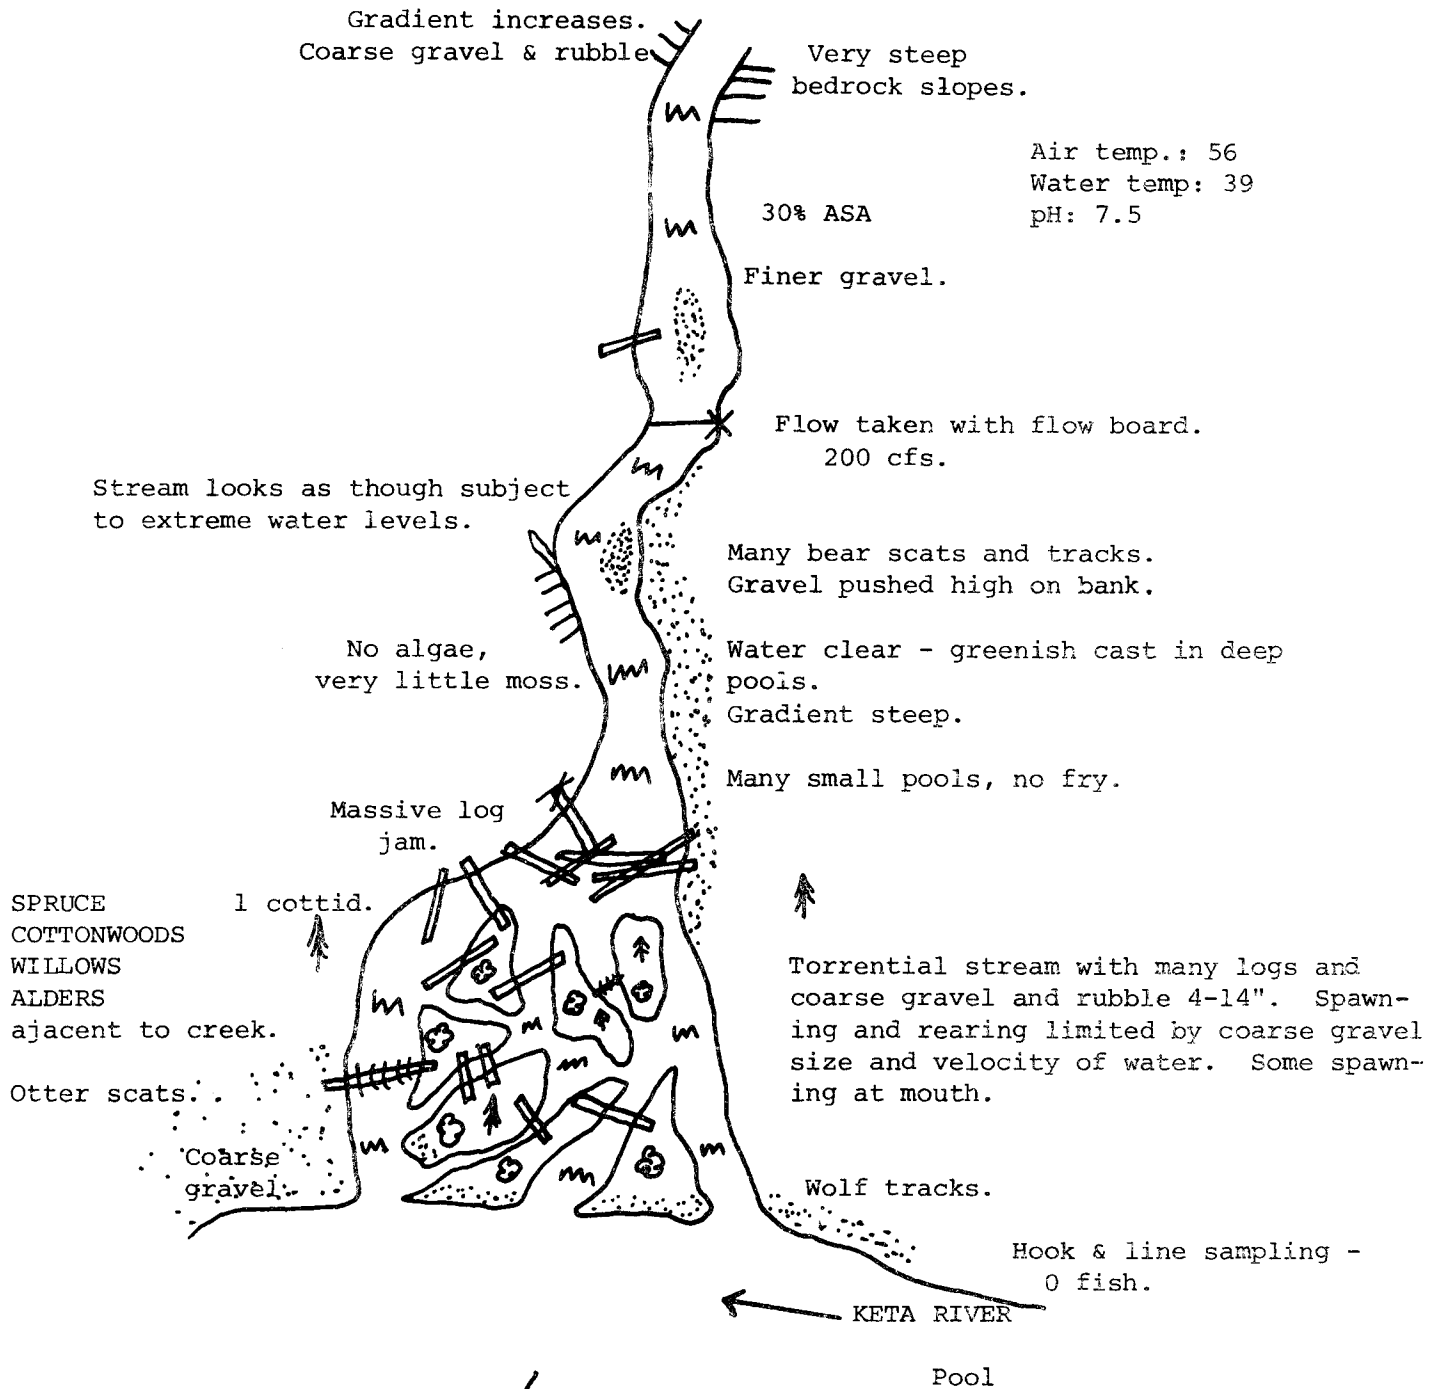 Gradient increases.
Coarse gravel & rubble
Very steep
bedrock slopes.
Air temp.: 56
Water temp: 39
pH: 7.5
30% ASA
Finer gravel.
Flow taken with flow board.
200 cfs.
Stream looks as though subject
to extreme water levels.
Many bear scats and tracks.
Gravel pushed high on bank.
No algae,
very little moss.
Water clear - greenish cast in deep
pools.
Gradient steep.
Many small pools, no fry.
Massive log
jam.
SPRUCE
COTTONWOODS
WILLOWS
ALDERS
ajacent to creek.
1 cottid.
Otter scats.
Torrential stream with many logs and
coarse gravel and rubble 4-14". Spawn-
ing and rearing limited by coarse gravel
size and velocity of water. Some spawn-
ing at mouth.
Coarse
gravel.
Wolf tracks.
Hook & line sampling -
0 fish.
KETA RIVER
Pool